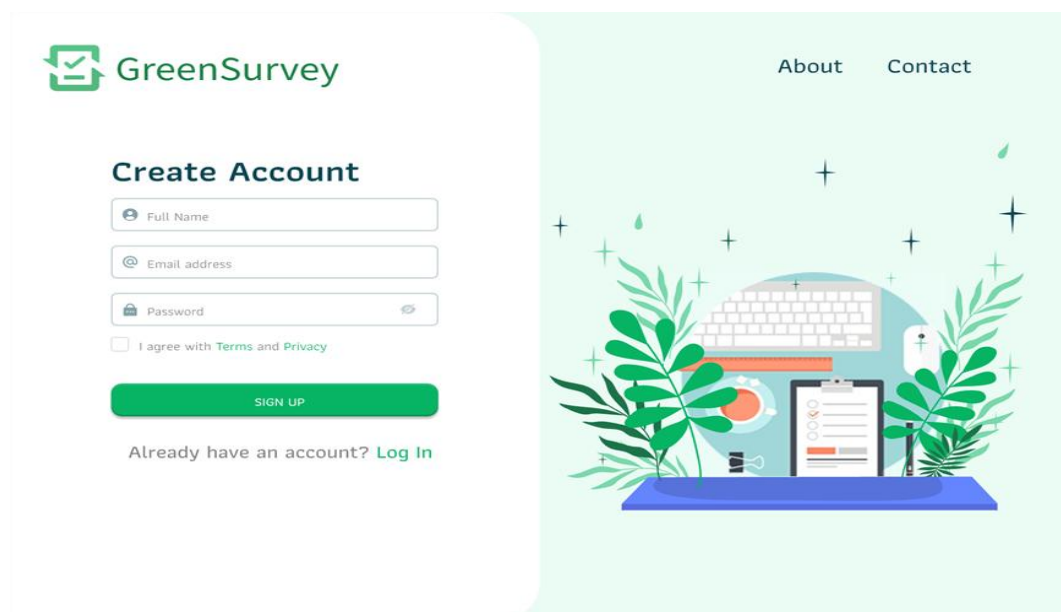 GreenSurvey
About
Contact
Create Account
Full Name
Email address
Password
I agree with Terms and Privacy
SIGN UP
Already have an account? Log In